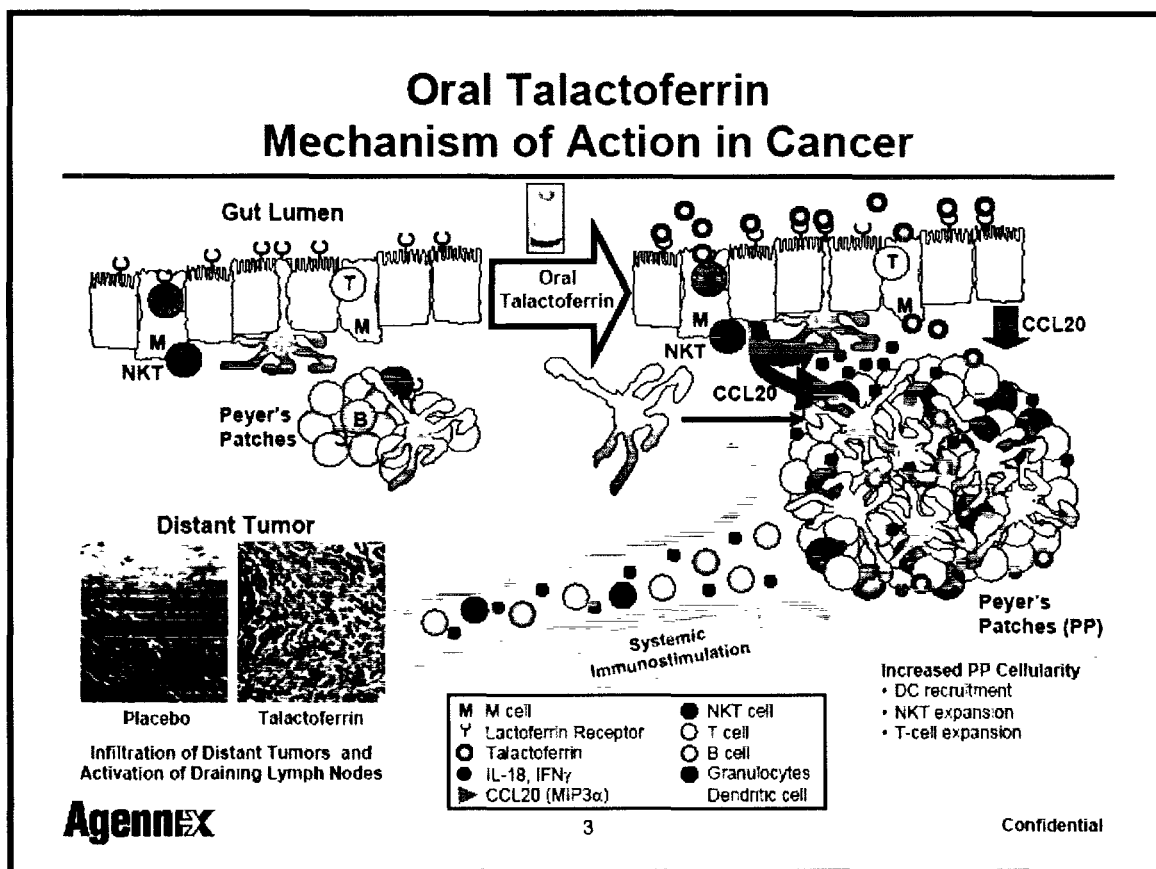 Oral Talactoferrin
Mechanism of Action in Cancer
Gut Lumen
T
M
M
NKT
Peyer's
Patches
B
Oral
Talactoferrin
T
M
M
NKT
CCL20
CCL20
Peyer's
Patches (PP)
Increased PP Cellularity
• DC recruitment
• NKT expansion
• T-cell expansion
Systemic
Immunostimulation
Distant Tumor
Placebo
Talactoferrin
Infiltration of Distant Tumors and
Activation of Draining Lymph Nodes
M M cell
Lactoferrin Receptor
Talactoferrin
IL-18, IFNγ
CCL20 (MIP3α)
NKT cell
T cell
B cell
Granulocytes
Dendritic cell
Agennix
3
Confidential